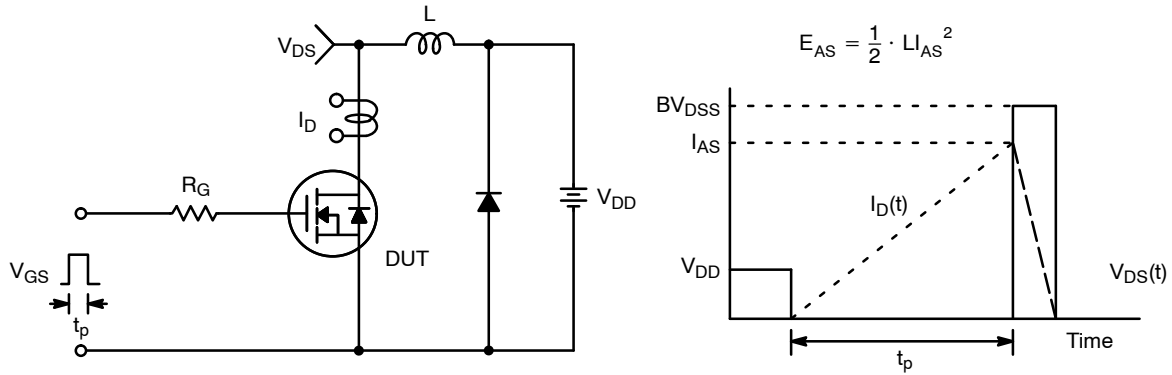 L
V_DS
I_D
R_G
V_DD
DUT
V_GS
t_p
E_AS = 1/2 · LI_AS^2
BV_DSS
I_AS
I_D(t)
V_DD
V_DS(t)
Time
t_p